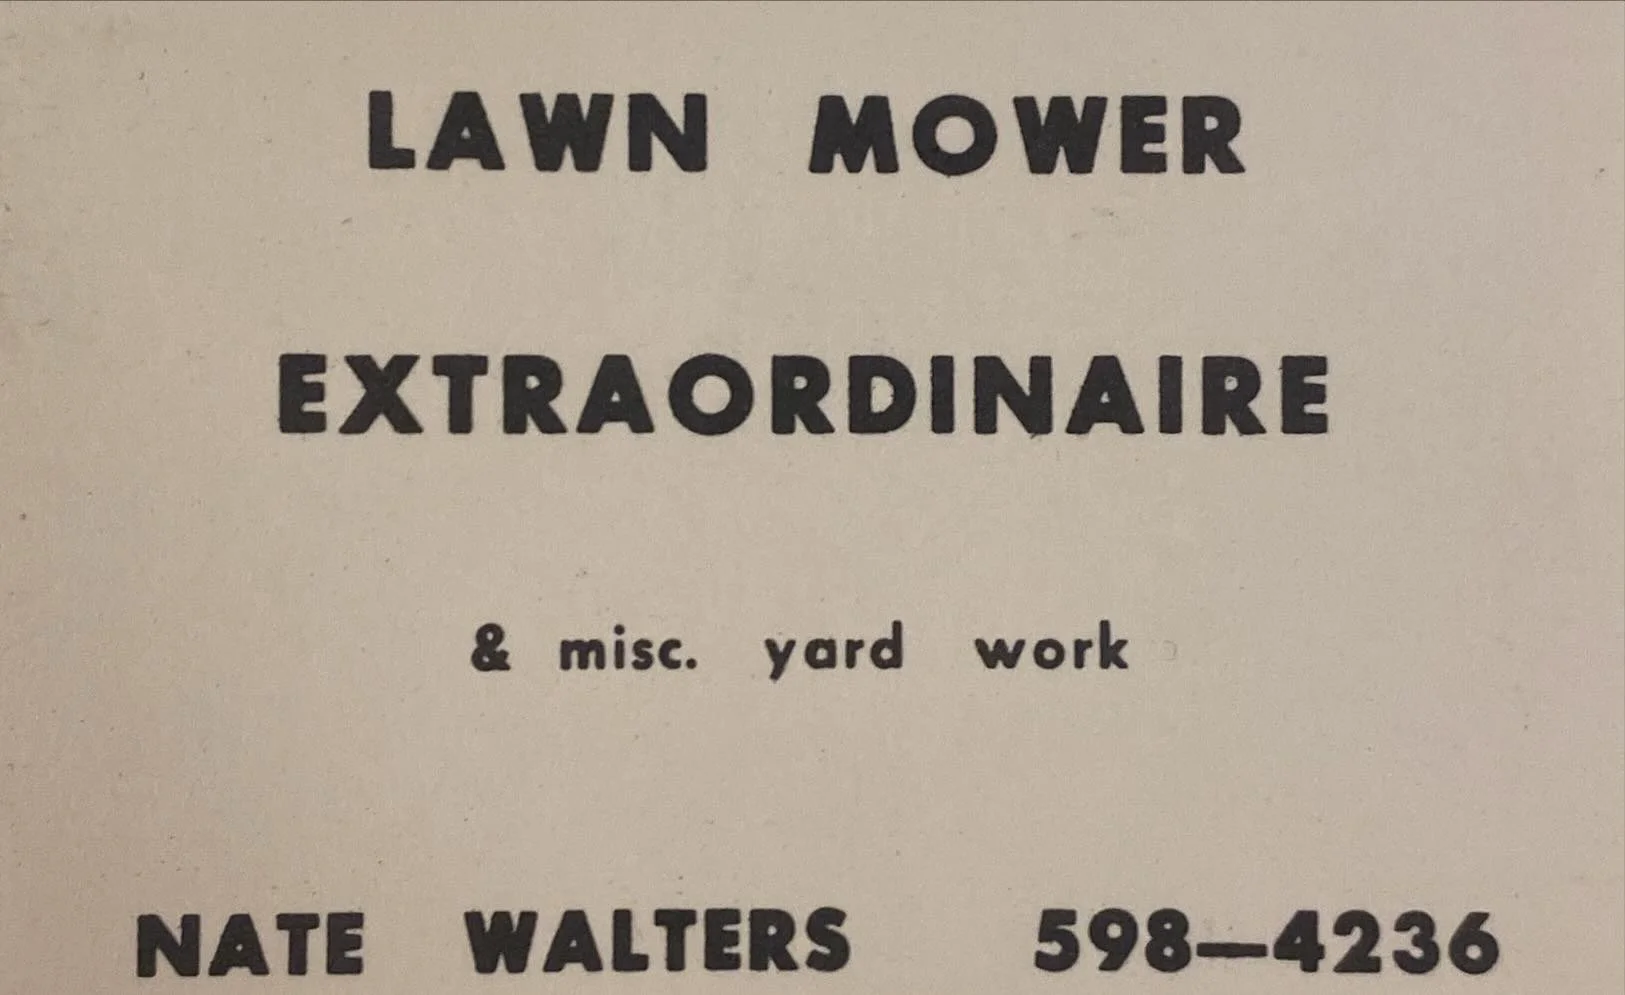 LAWN MOWER
EXTRAORDINAIRE
& misc. yard work
NATE WALTERS 598—4236